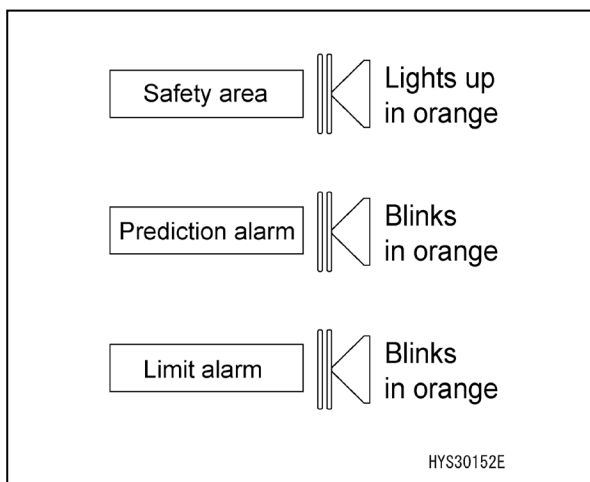 Safety area
Lights up
in orange
Prediction alarm
Blinks
in orange
Limit alarm
Blinks
in orange
HYS30152E